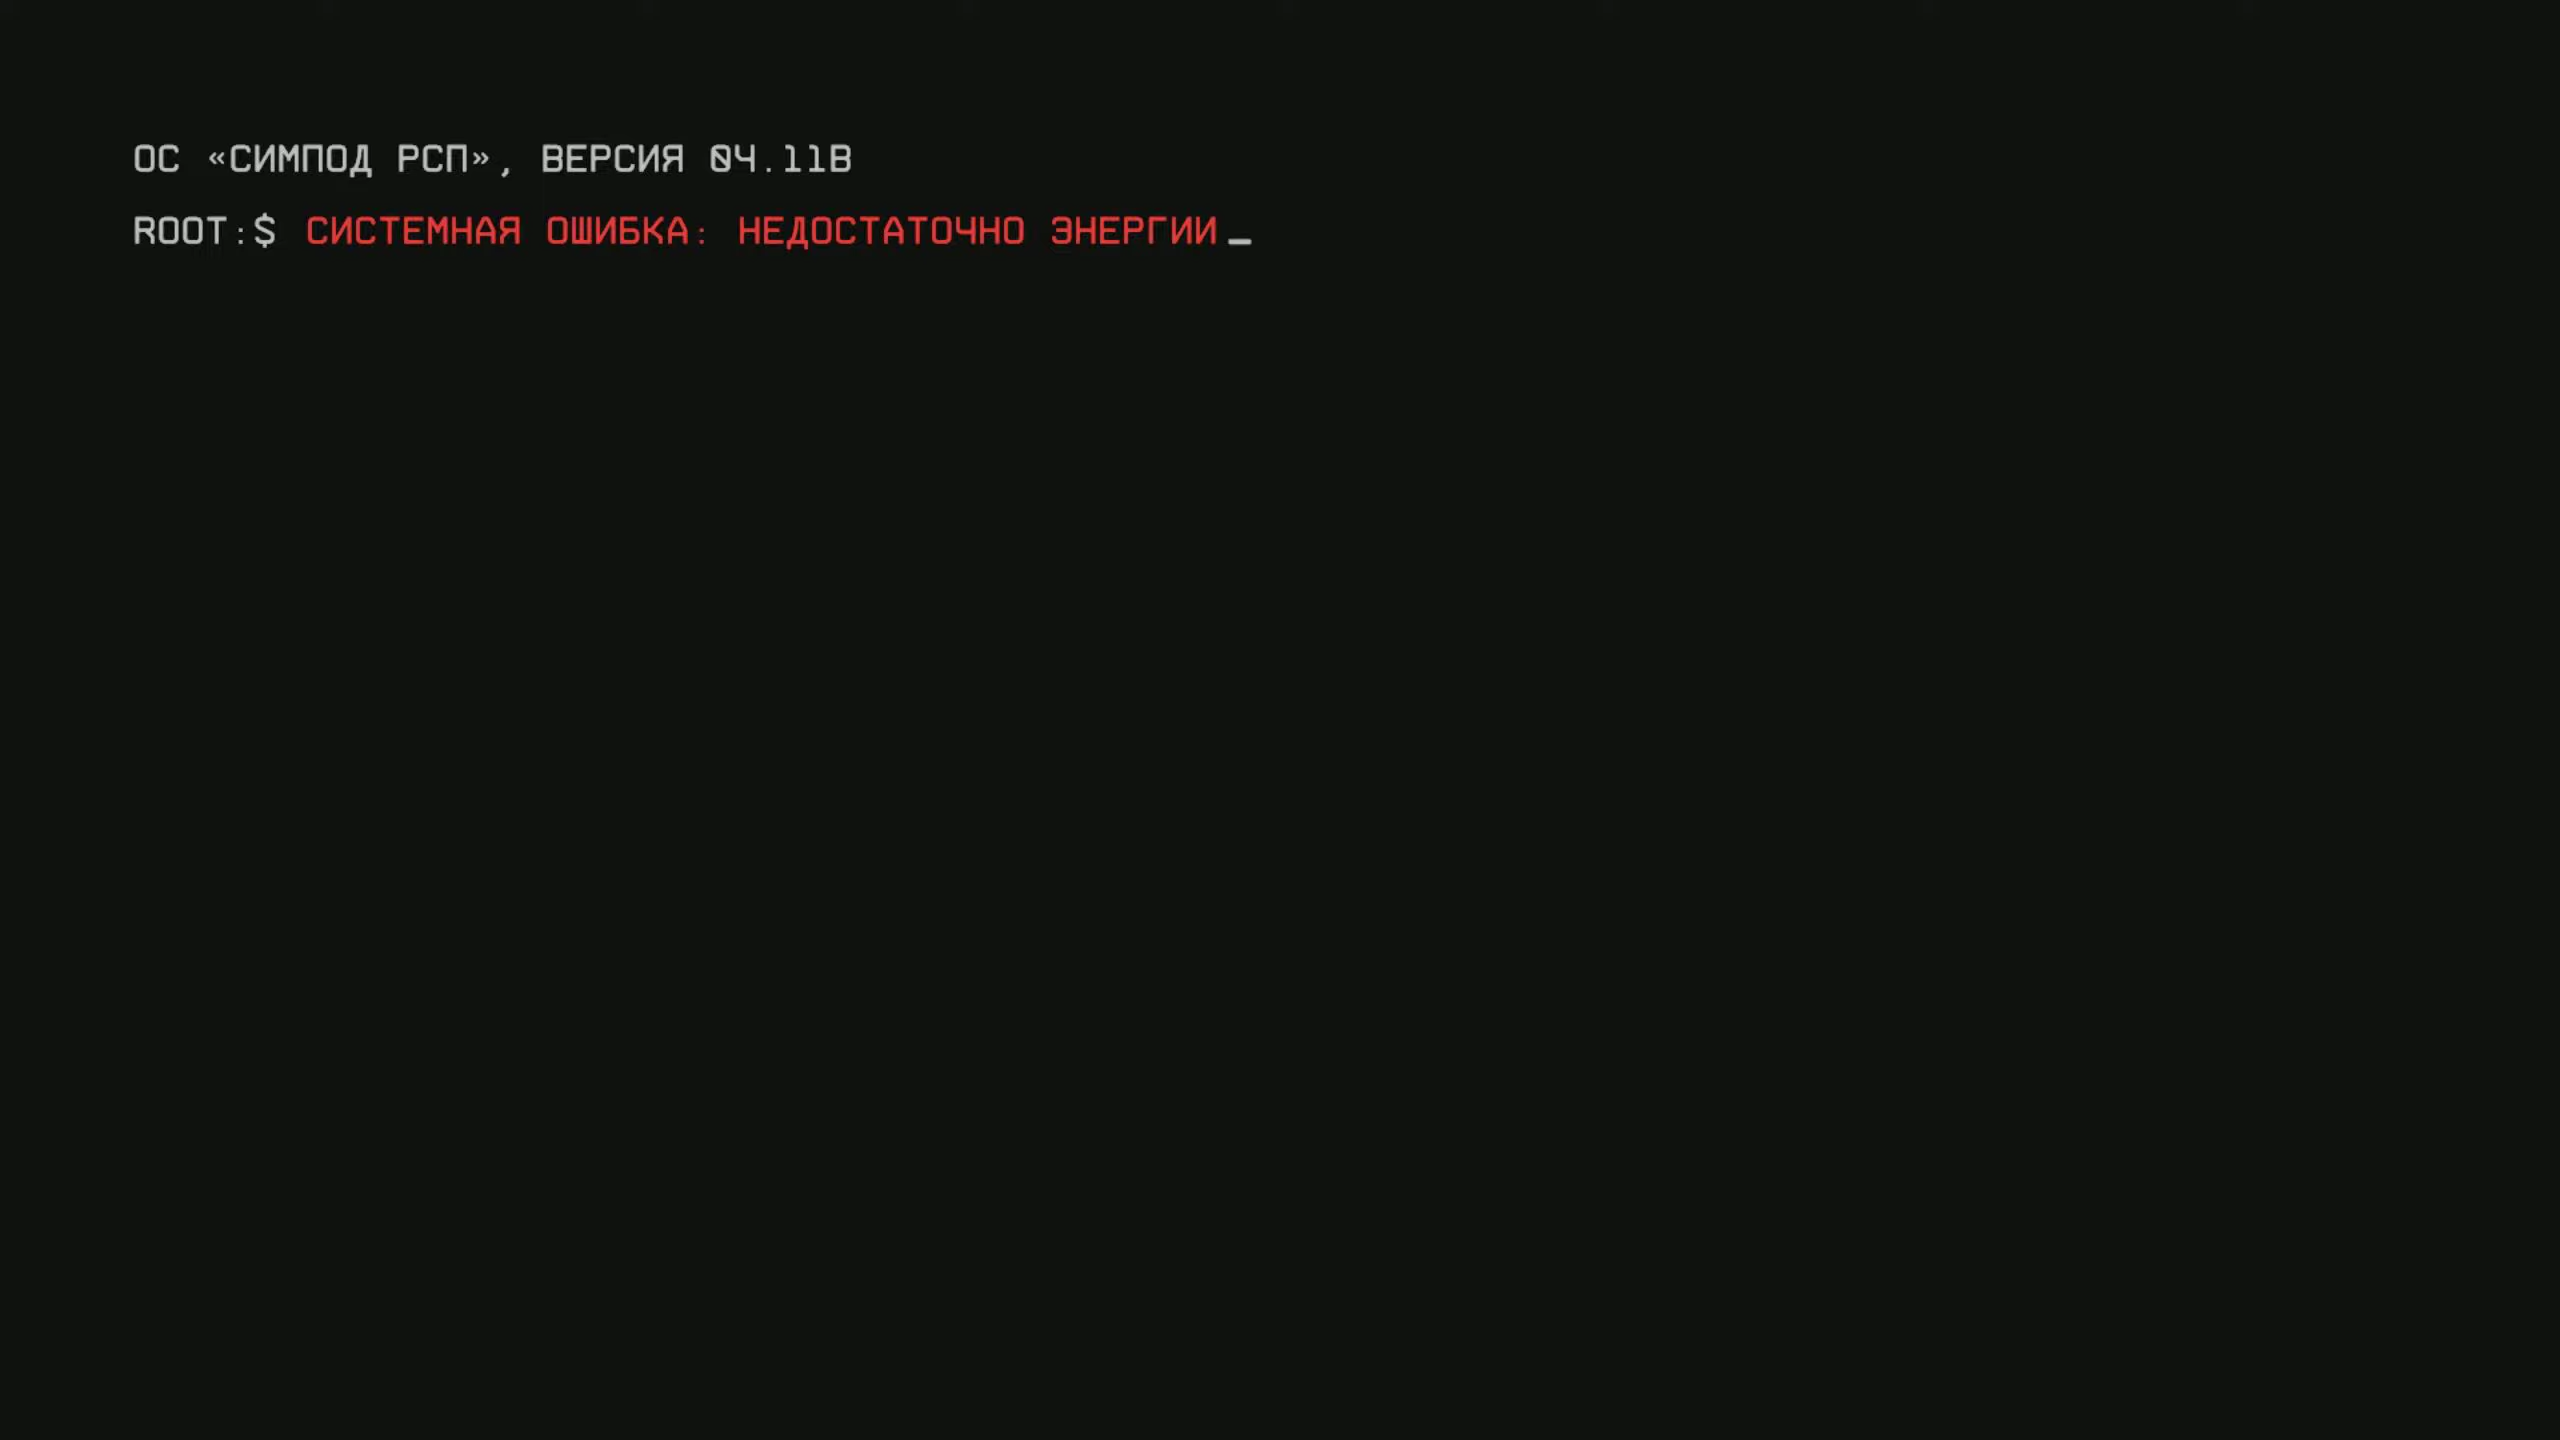 ОС «СИМПОД РСП», ВЕРСИЯ 04.11В
ROOT:$ СИСТЕМНАЯ ОШИБКА: НЕДОСТАТОЧНО ЭНЕРГИИ_